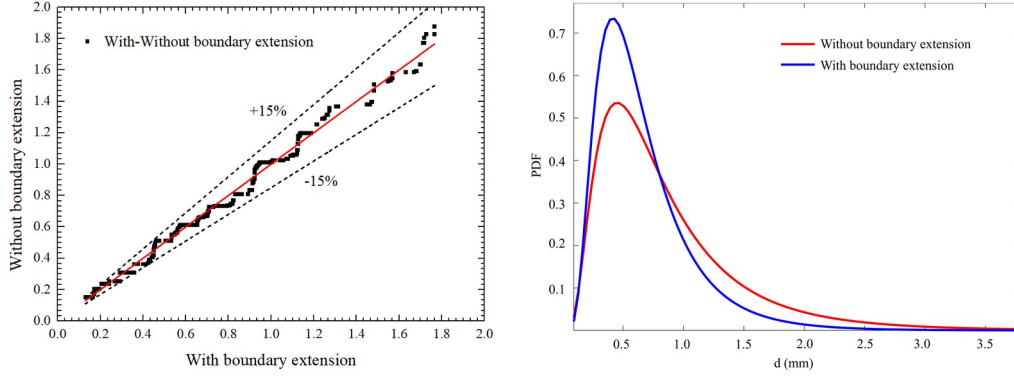 2.0
1.8
1.6
1.4
1.2
1.0
0.8
0.6
0.4
0.2
0.0
Without boundary extension
With-Without boundary extension
+15%
-15%
0.0 0.2 0.4 0.6 0.8 1.0 1.2 1.4 1.6 1.8 2.0
With boundary extension
0.7
0.6
0.5
0.4
0.3
0.2
0.1
PDF
Without boundary extension
With boundary extension
0.5 1.0 1.5 2.0 2.5 3.0 3.5
d (mm)